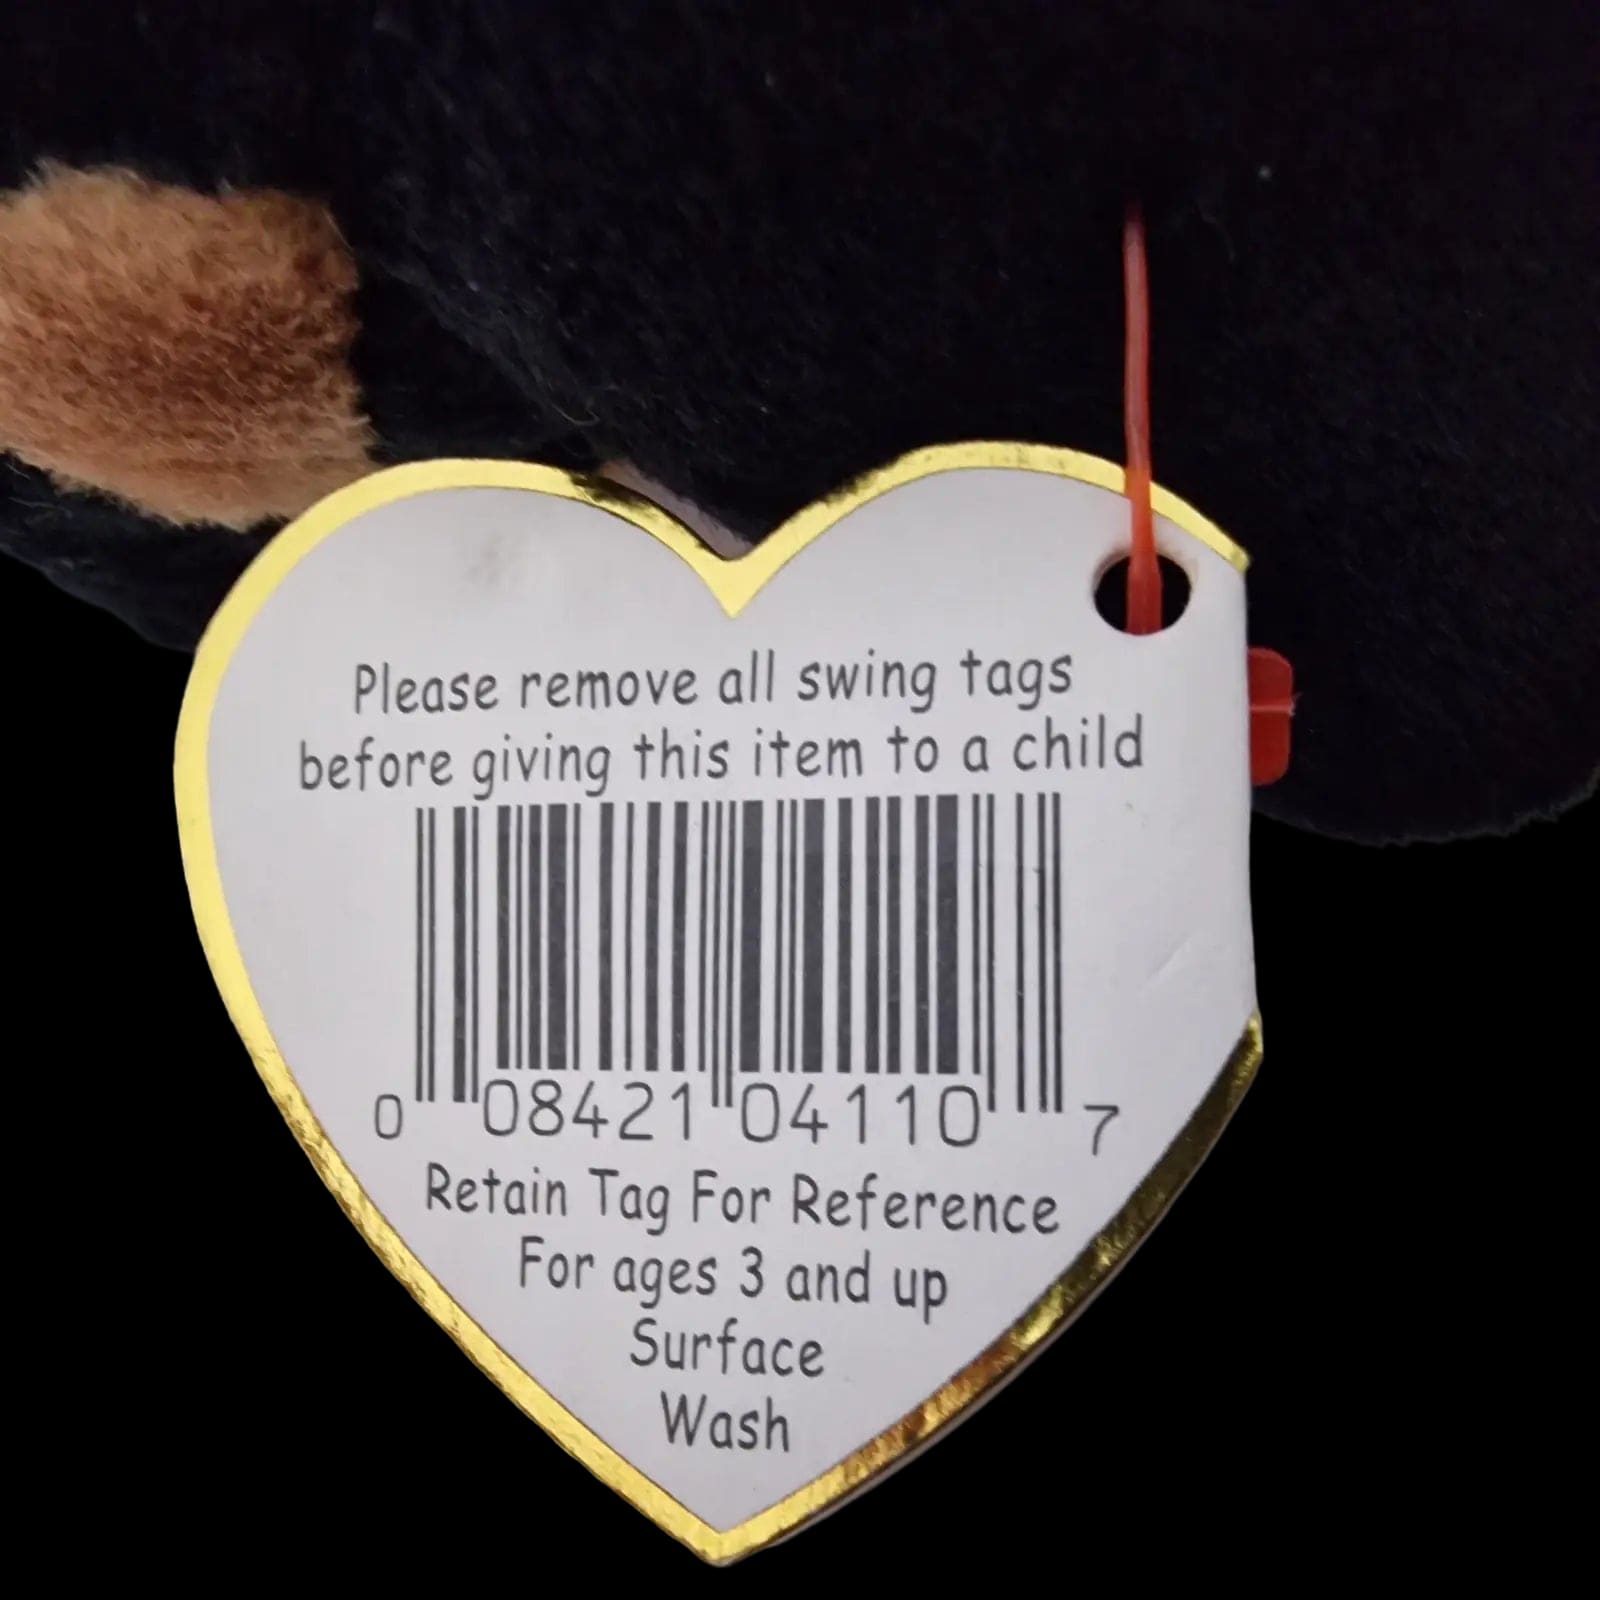 Please remove all swing tags
before giving this item to a child
0 08421 04110 7
Retain Tag For Reference
For ages 3 and up
Surface
Wash